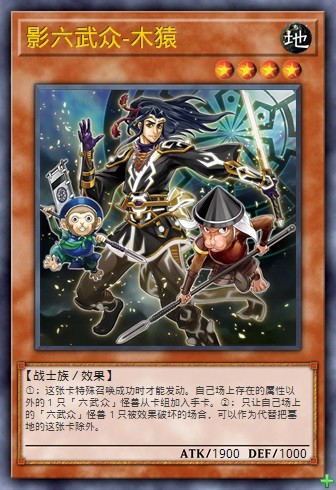 影六武众-木猿
地
【战士族／效果】
①：这张卡特殊召唤成功时才能发动。自己场上存在的属性以
外的1只「六武众」怪兽从卡组加入手卡。②：只让自己场上
的「六武众」怪兽1只被效果破坏的场合，可以作为代替把墓
地的这张卡除外。
ATK/1900 DEF/1000